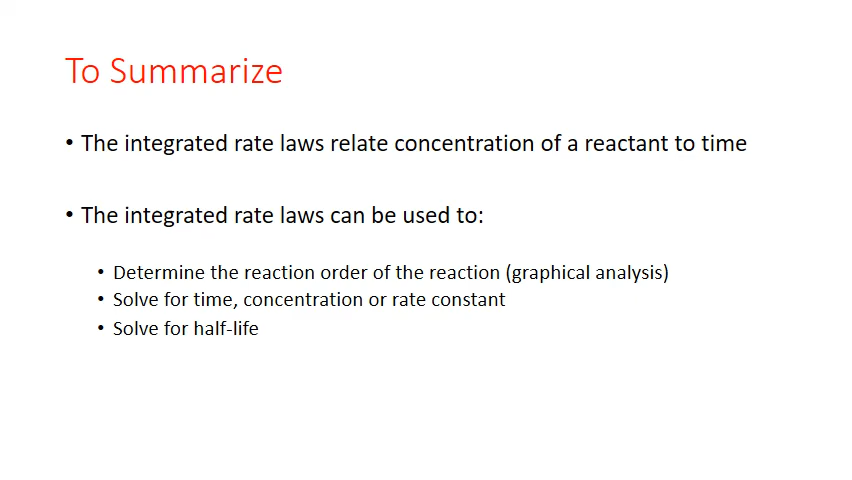 To Summarize
• The integrated rate laws relate concentration of a reactant to time
• The integrated rate laws can be used to:
• Determine the reaction order of the reaction (graphical analysis)
• Solve for time, concentration or rate constant
• Solve for half-life